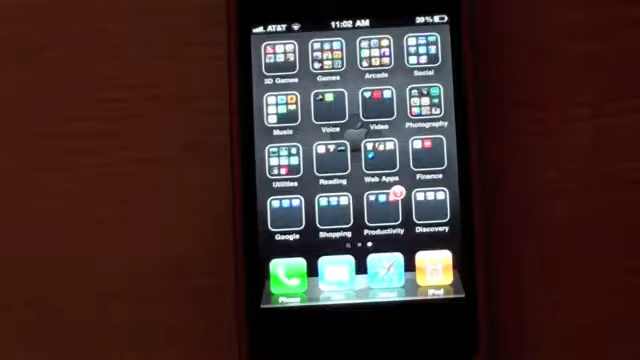 AT&T 11:02 AM 39%
3D Games Games Arcade Social
Music Voice Video Photography
Utilities Reading Web Apps Finance
Google Shopping Productivity Discovery
Phone iPod